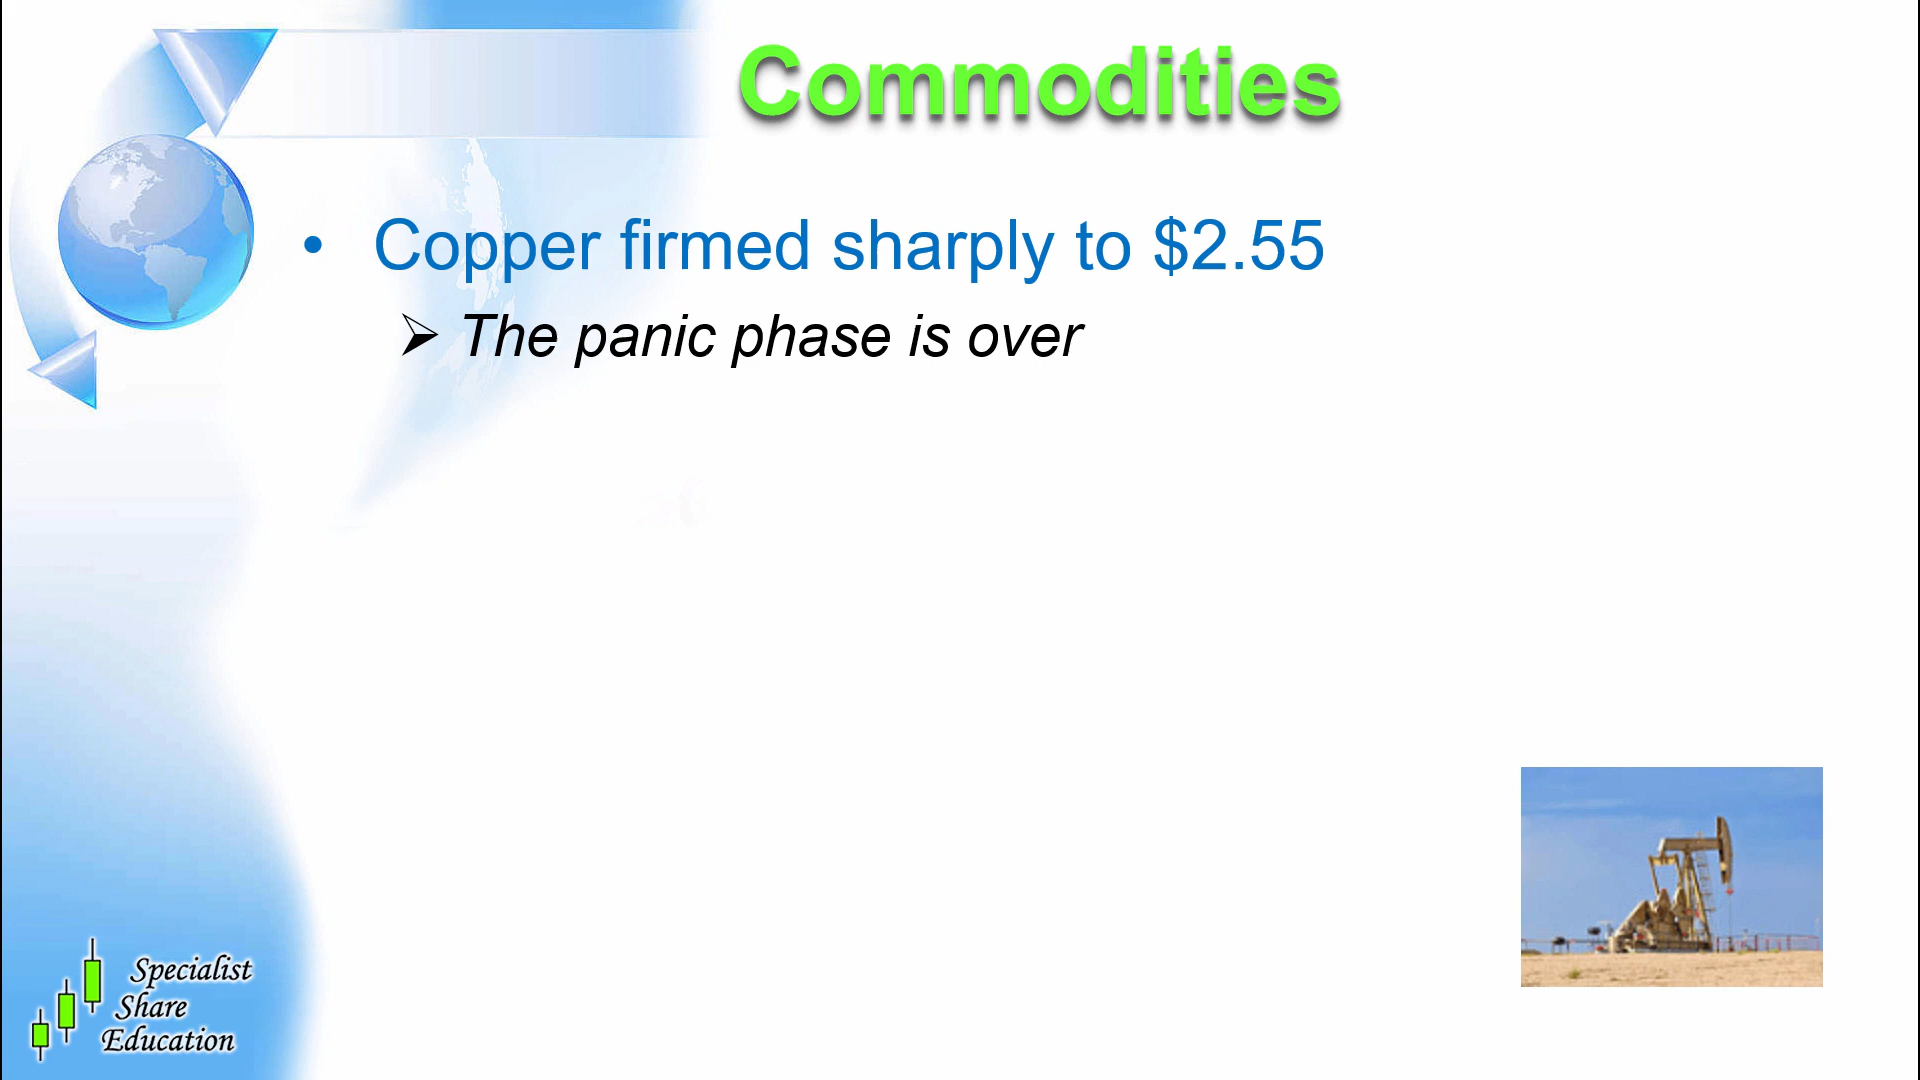 Commodities
• Copper firmed sharply to $2.55
➢ The panic phase is over
Specialist
Share
Education